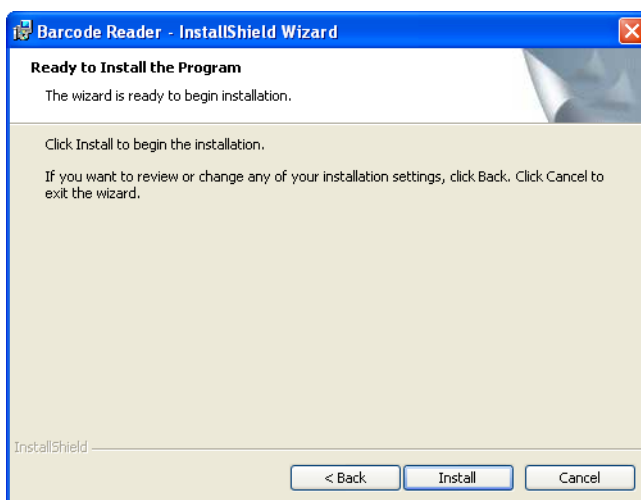 Barcode Reader - InstallShield Wizard
Ready to Install the Program
The wizard is ready to begin installation.
Click Install to begin the installation.
If you want to review or change any of your installation settings, click Back. Click Cancel to
exit the wizard.
InstallShield
< Back Install Cancel